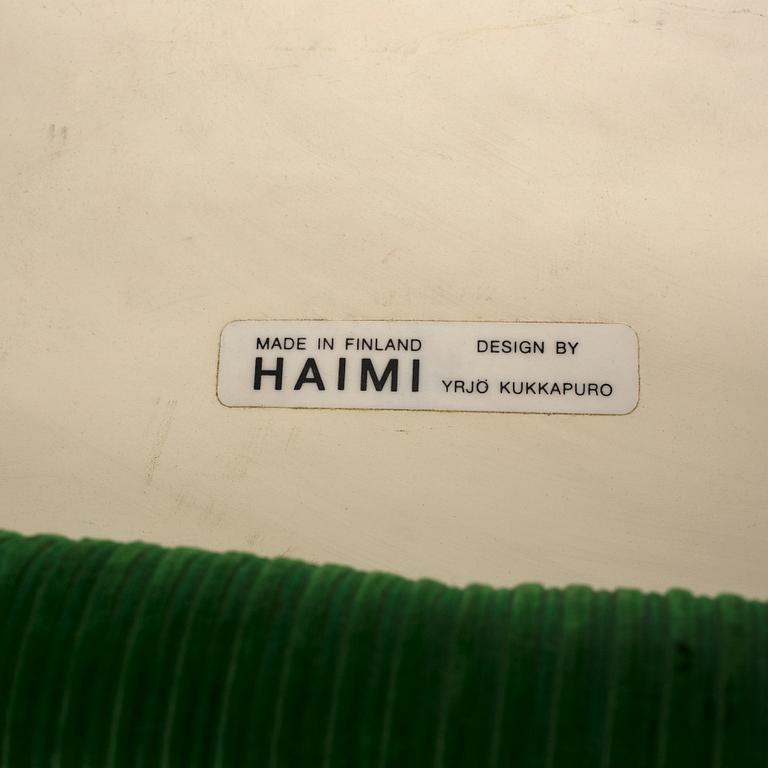 MADE IN FINLAND
HAIMI
DESIGN BY
YRJÖ KUKKAPURO